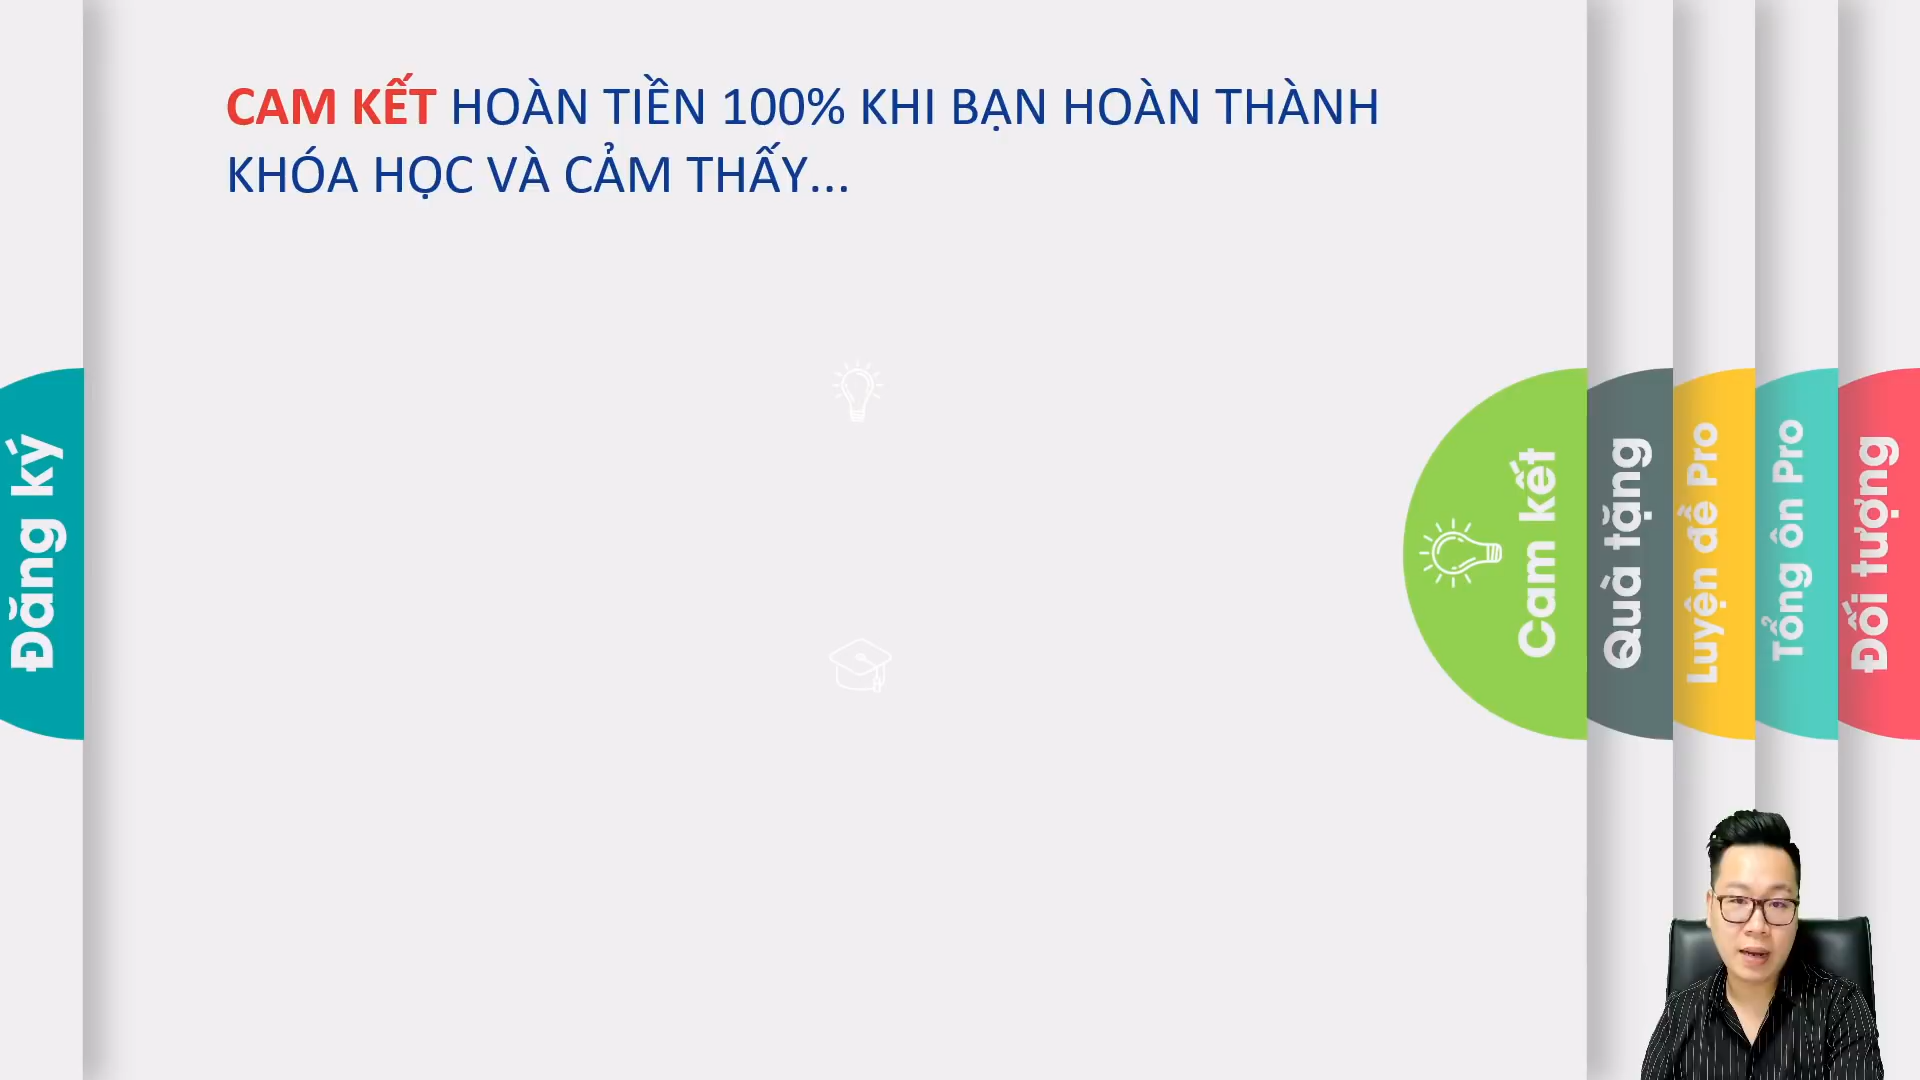 CAM KẾT HOÀN TIỀN 100% KHI BẠN HOÀN THÀNH
KHÓA HỌC VÀ CẢM THẤY...
Đăng ký
Cam kết
Quà tặng
Luyện đề Pro
Tổng ôn Pro
Đối tượng